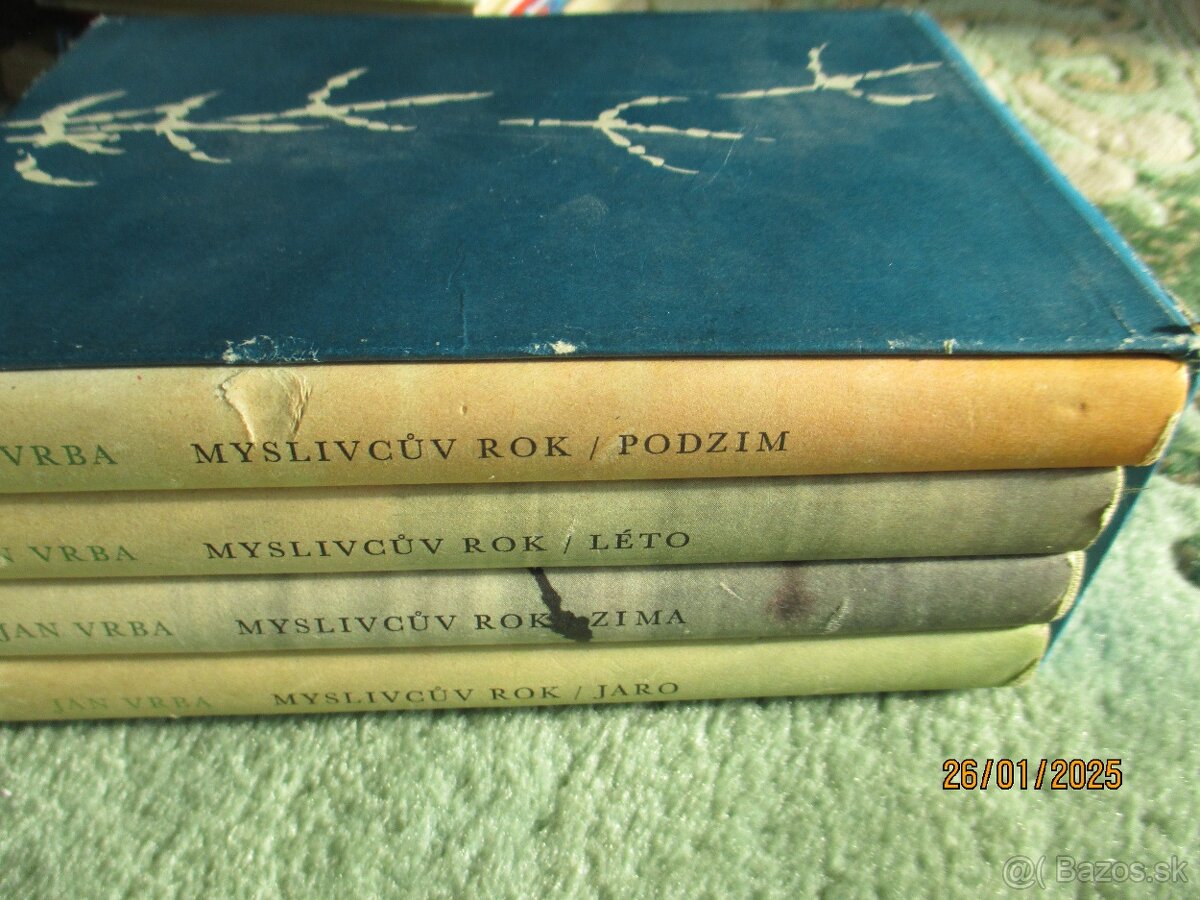 VRBA MYSLIVCŮV ROK / PODZIM
N VRBA MYSLIVCŮV ROK / LÉTO
JAN VRBA MYSLIVCŮV ROK ZIMA
JAN VRBA MYSLIVCŮV ROK / JARO
26/01/2025
@( Bazos.sk